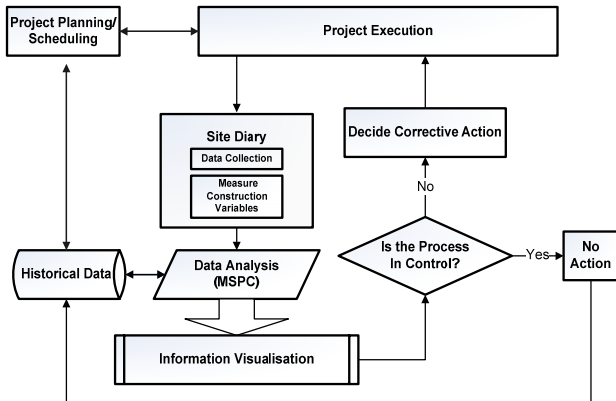 Project Planning/
Scheduling
Project Execution
Site Diary
Data Collection
Measure
Construction
Variables
Decide Corrective Action
No
Is the Process
In Control?
Yes
No
Action
Historical Data
Data Analysis
(MSPC)
Information Visualisation